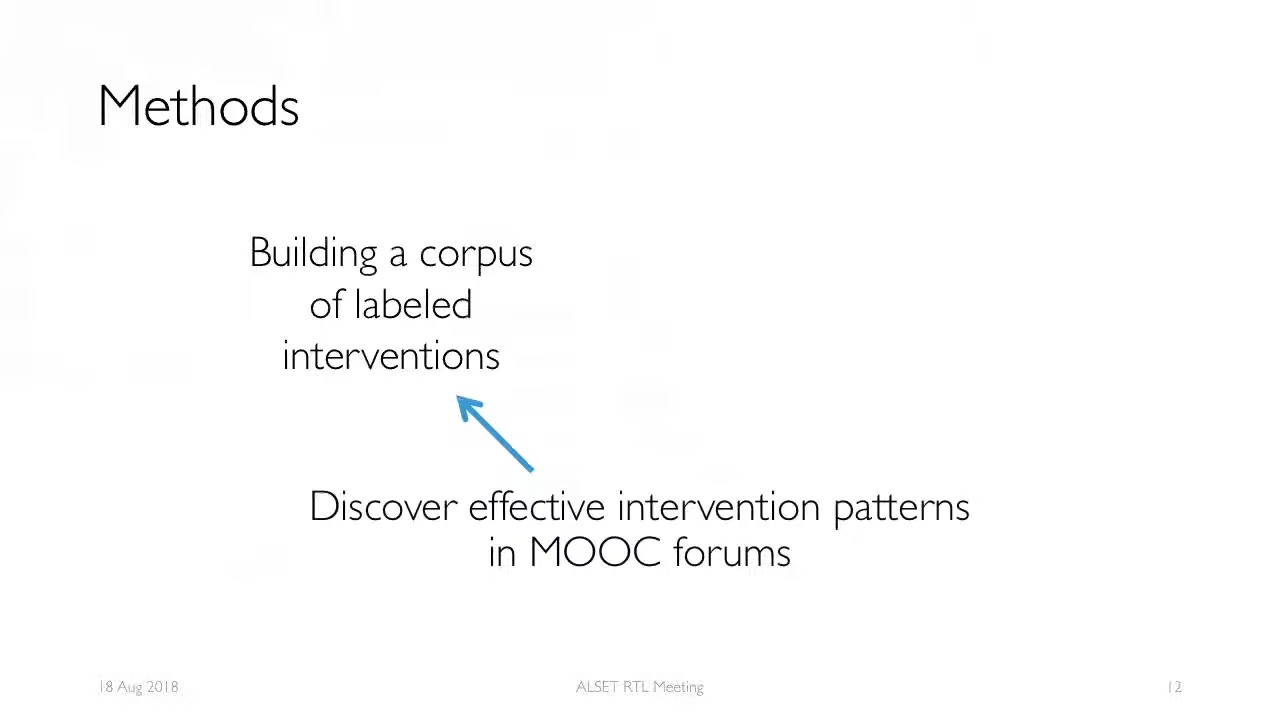 Methods
Building a corpus
of labeled
interventions
Discover effective intervention patterns
in MOOC forums
18 Aug 2018
ALSET RTL Meeting
12